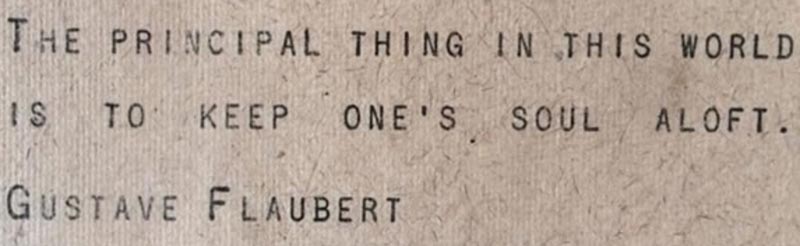 THE PRINCIPAL THING IN THIS WORLD
IS TO KEEP ONE'S SOUL ALOFT.
GUSTAVE FLAUBERT